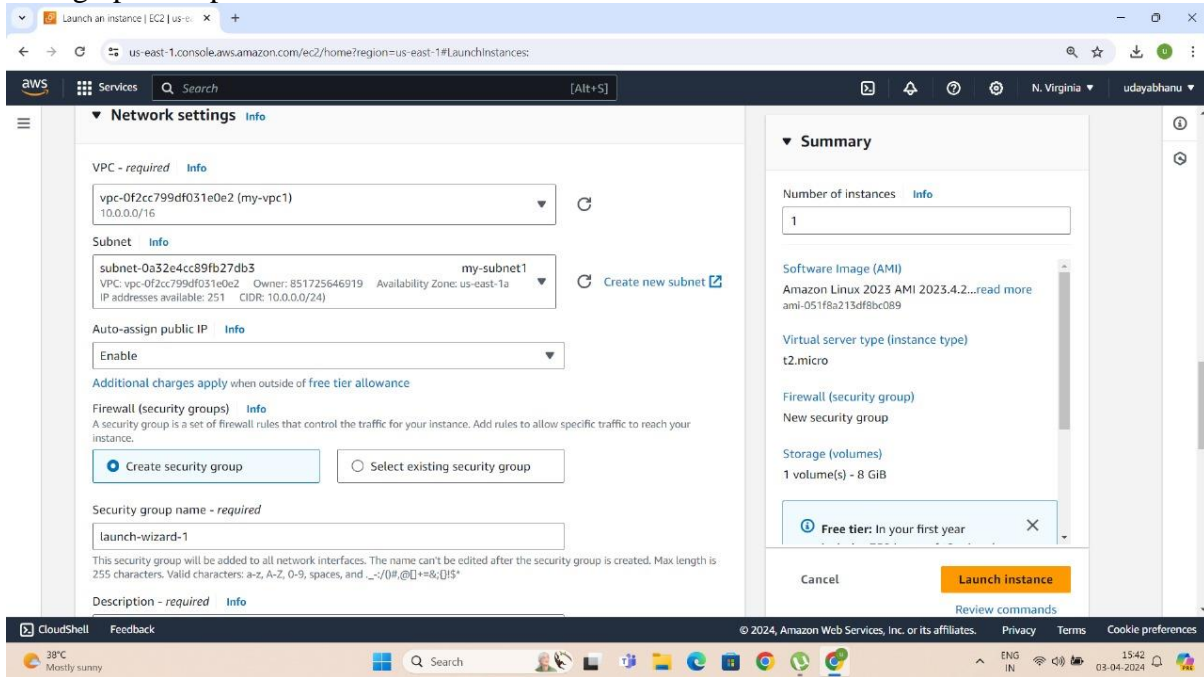 Launch an instance | EC2 | us-e
us-east-1.console.aws.amazon.com/ec2/home?region=us-east-1#LaunchInstances:
aws Services Search [Alt+S] N. Virginia ▼ udayabhanu ▼
▼ Network settings Info
VPC - required Info
vpc-0f2cc799df031e0e2 (my-vpc1)
10.0.0.0/16
Subnet Info
subnet-0a32e4cc89fb27db3 my-subnet1
VPC: vpc-0f2cc799df031e0e2 Owner: 851725646919 Availability Zone: us-east-1a
IP addresses available: 251 CIDR: 10.0.0.0/24)
Create new subnet
Auto-assign public IP Info
Enable
Additional charges apply when outside of free tier allowance
Firewall (security groups) Info
A security group is a set of firewall rules that control the traffic for your instance. Add rules to allow specific traffic to reach your
instance.
Create security group
Select existing security group
Security group name - required
launch-wizard-1
This security group will be added to all network interfaces. The name can't be edited after the security group is created. Max length is
255 characters. Valid characters: a-z, A-Z, 0-9, spaces, and ._-:/()#,@[]+=&;{}!$*
Description - required Info
▼ Summary
Number of instances Info
1
Software Image (AMI)
Amazon Linux 2023 AMI 2023.4.2...read more
ami-051f8a213df8bc089
Virtual server type (instance type)
t2.micro
Firewall (security group)
New security group
Storage (volumes)
1 volume(s) - 8 GiB
Free tier: In your first year
Cancel
Launch instance
Review commands
CloudShell Feedback © 2024, Amazon Web Services, Inc. or its affiliates. Privacy Terms Cookie preferences
38°C
Mostly sunny
Search
ENG
IN
15:42
03-04-2024